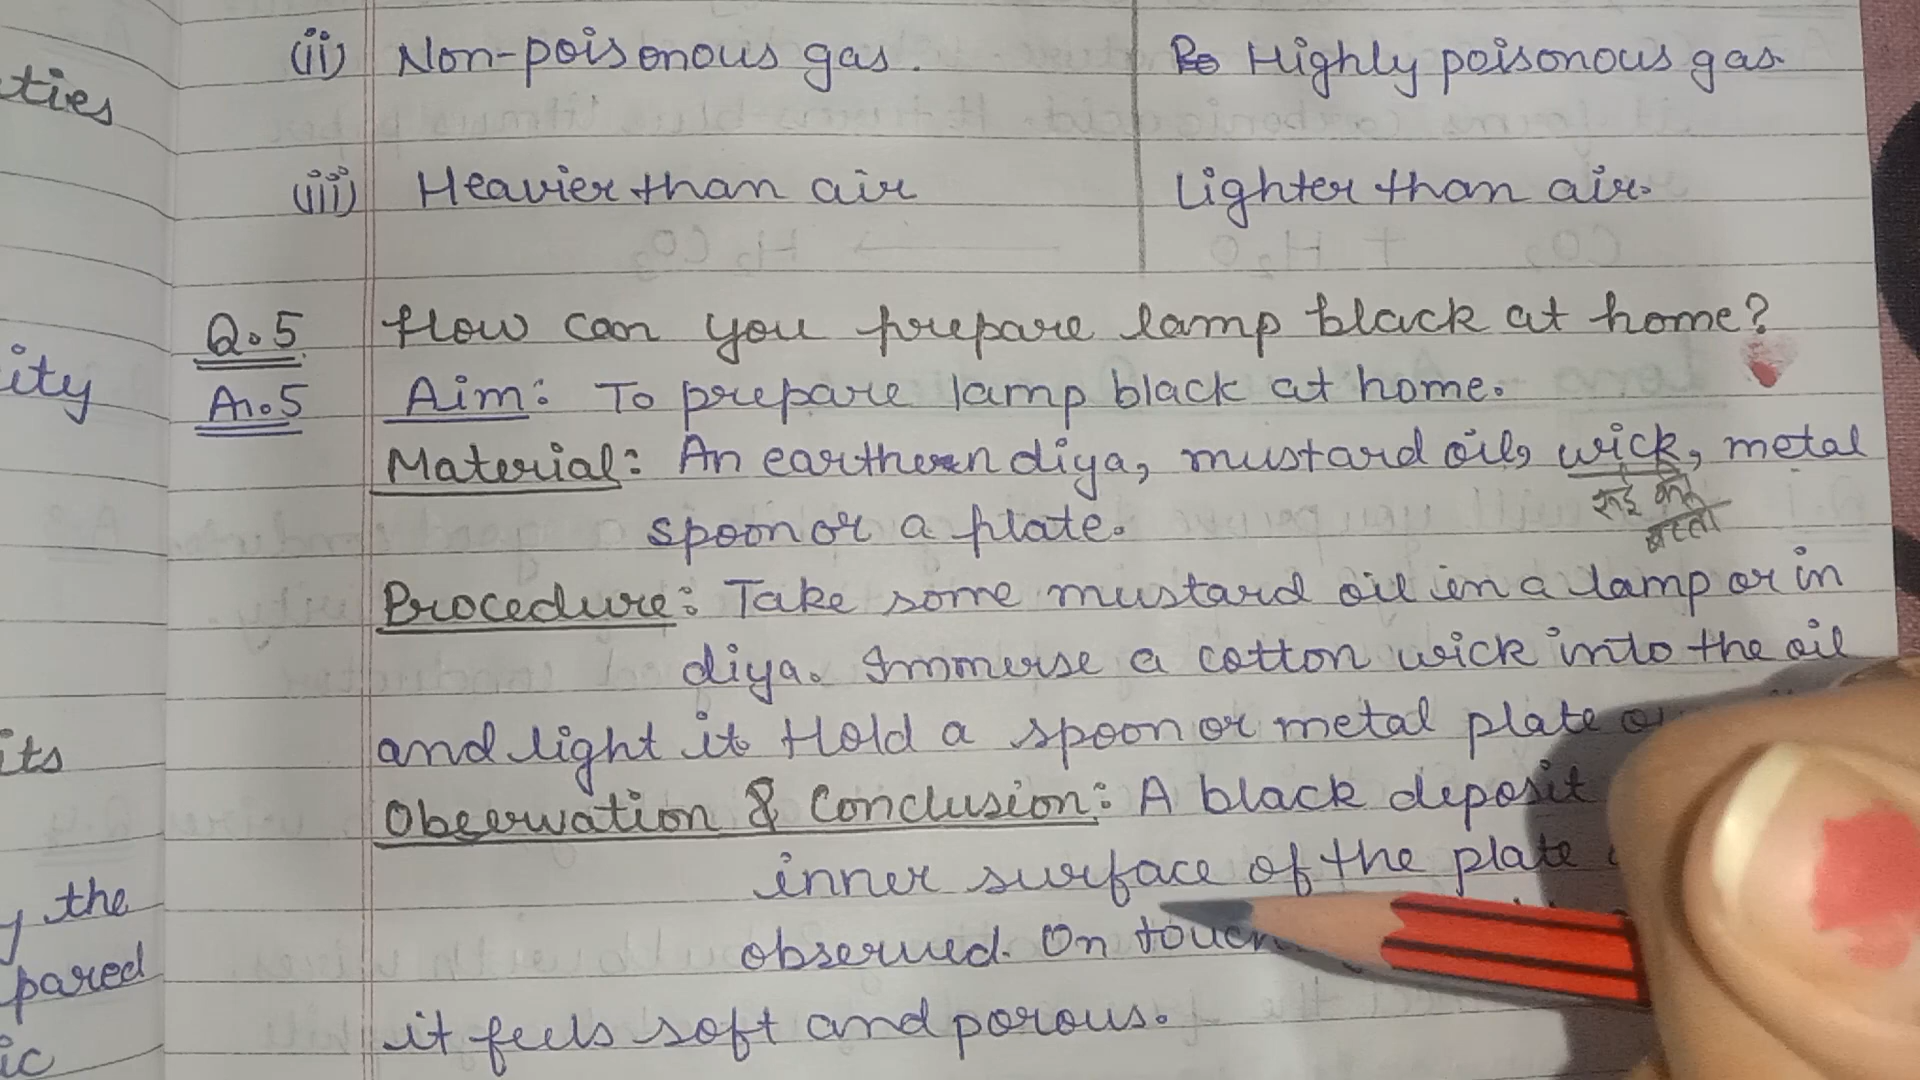 ties
ity
its
y the
pared
ic
(ii) Non-poisonous gas. Highly poisonous gas.
(iii) Heavier than air Lighter than air.
Q.5 How can you prepare lamp black at home?
An.5 Aim: To prepare lamp black at home.
Material: An earthen diya, mustard oil, wick, metal
रुई की
बत्ती
spoon or a plate.
Procedure: Take some mustard oil in a lamp or in
diya. Immerse a cotton wick into the oil
and light it. Hold a spoon or metal plate
Observation & Conclusion: A black deposit
inner surface of the plate
observed. On touch
it feels soft and porous.